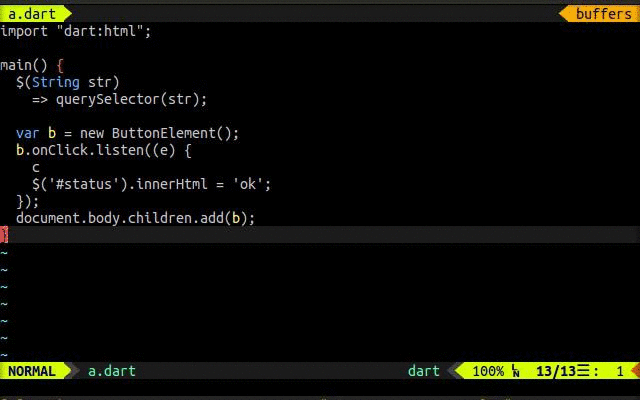 a.dart buffers
import "dart:html";
main() {
  $(String str)
    => querySelector(str);
  var b = new ButtonElement();
  b.onClick.listen((e) {
    c
    $('#status').innerHtml = 'ok';
  });
  document.body.children.add(b);
}
~
~
~
~
~
~
~
NORMAL a.dart dart 100% LN 13/13☰: 1